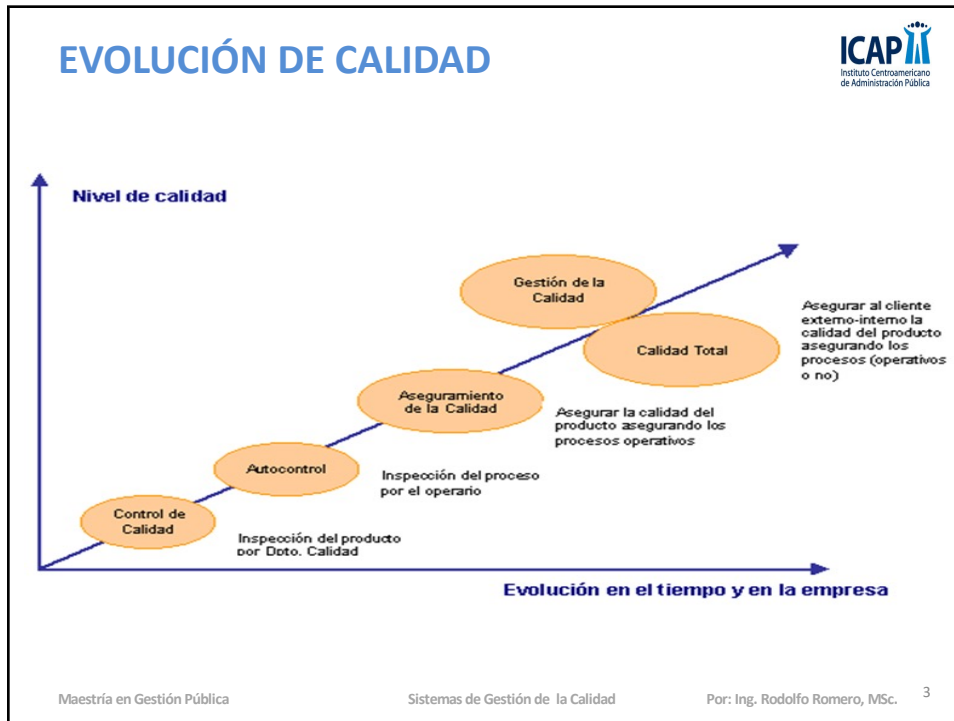 EVOLUCIÓN DE CALIDAD
ICAP
Instituto Centroamericano
de Administración Pública
Nivel de calidad
Gestión de la
Calidad
Calidad Total
Asegurar al cliente
externo-interno la
calidad del producto
asegurando los
procesos (operativos
o no)
Aseguramiento
de la Calidad
Asegurar la calidad del
producto asegurando los
procesos operativos
Autocontrol
Inspección del proceso
por el operario
Control de
Calidad
Inspección del producto
por Dpto. Calidad
Evolución en el tiempo y en la empresa
Maestría en Gestión Pública
Sistemas de Gestión de la Calidad
Por: Ing. Rodolfo Romero, MSc.
3